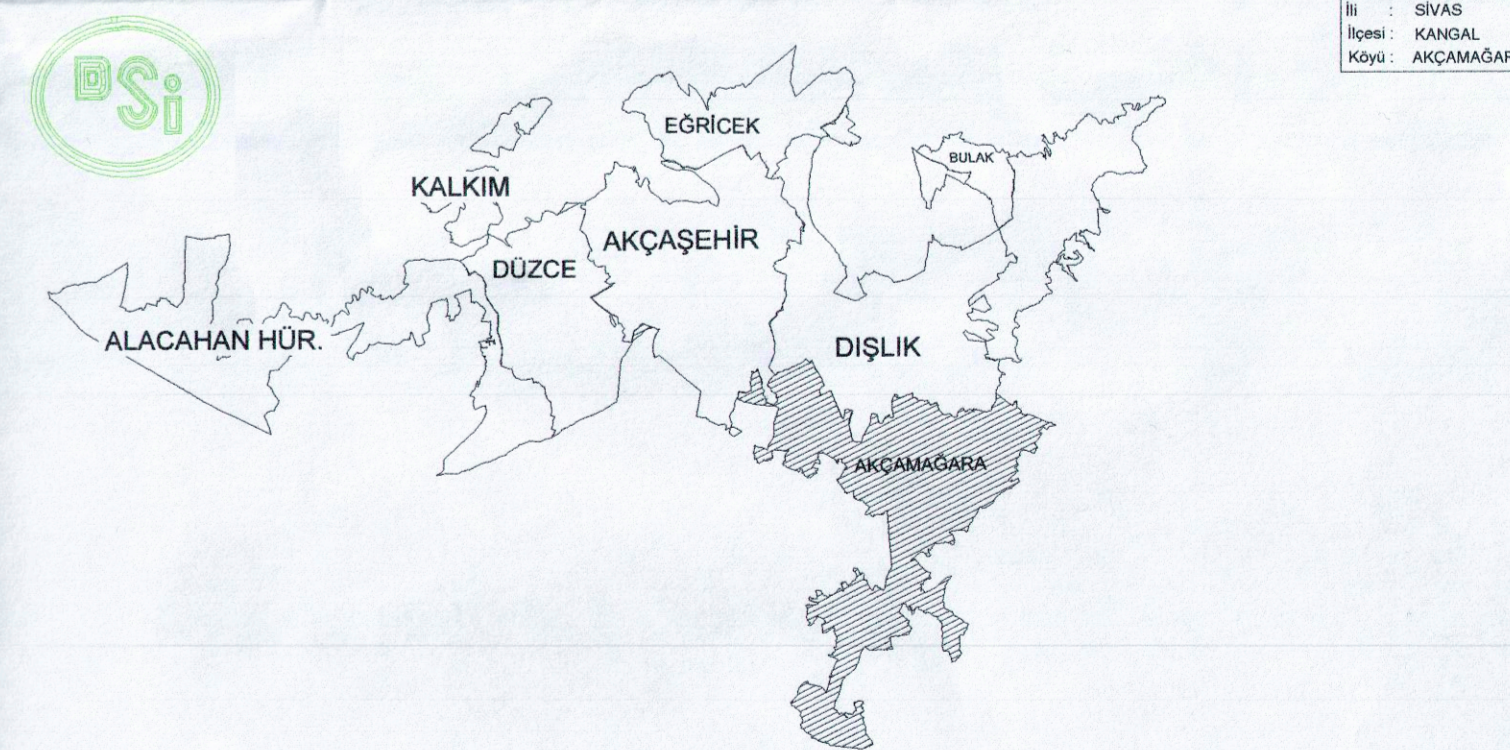 DSi
İli : SİVAS
İlçesi : KANGAL
Köyü : AKÇAMAĞAR
EĞRİCEK
BULAK
KALKIM
AKÇAŞEHİR
DÜZCE
ALACAHAN HÜR.
DIŞLIK
AKÇAMAĞARA